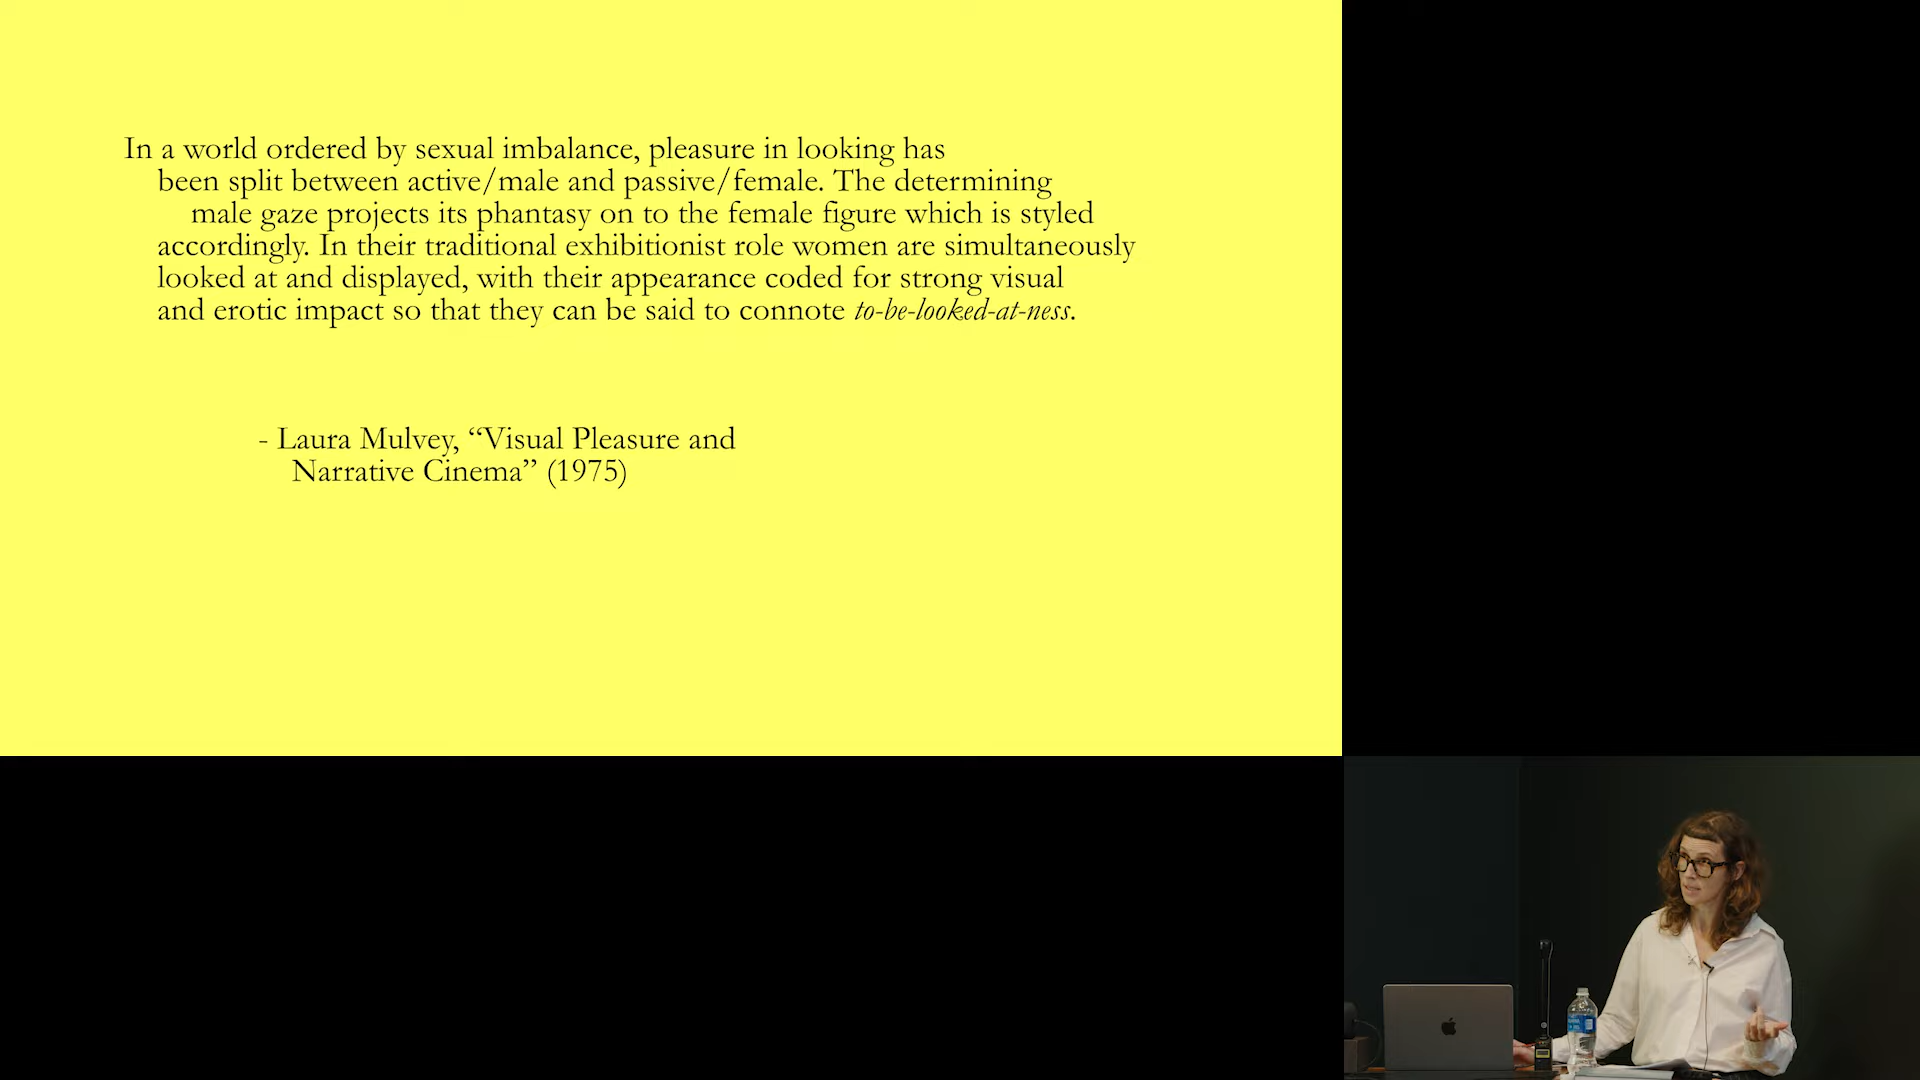 In a world ordered by sexual imbalance, pleasure in looking has
been split between active/male and passive/female. The determining
male gaze projects its phantasy on to the female figure which is styled
accordingly. In their traditional exhibitionist role women are simultaneously
looked at and displayed, with their appearance coded for strong visual
and erotic impact so that they can be said to connote to-be-looked-at-ness.
- Laura Mulvey, “Visual Pleasure and
Narrative Cinema” (1975)